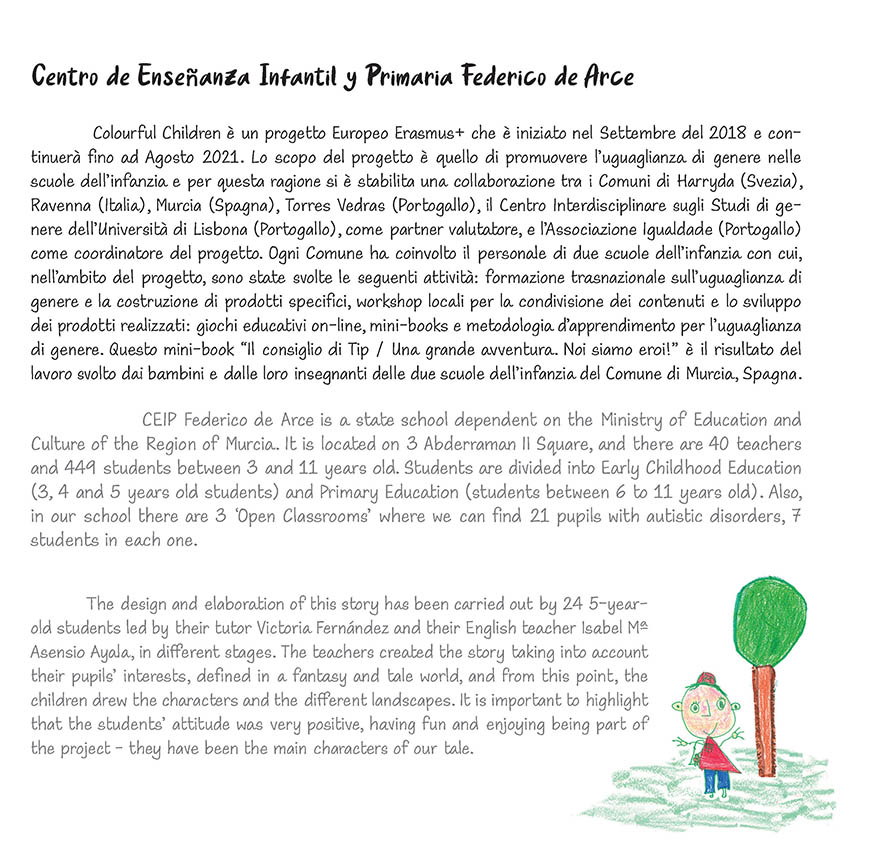 Centro de Enseñanza Infantil y Primaria Federico de Arce
Colourful Children è un progetto Europeo Erasmus+ che è iniziato nel Settembre del 2018 e con-
tinuerà fino ad Agosto 2021. Lo scopo del progetto è quello di promuovere l'uguaglianza di genere nelle
scuole dell'infanzia e per questa ragione si è stabilita una collaborazione tra i Comuni di Harryda (Svezia),
Ravenna (Italia), Murcia (Spagna), Torres Vedras (Portogallo), il Centro Interdisciplinare sugli Studi di ge-
nere dell'Università di Lisbona (Portogallo), come partner valutatore, e l'Associazione Igualdade (Portogallo)
come coordinatore del progetto. Ogni Comune ha coinvolto il personale di due scuole dell'infanzia con cui,
nell'ambito del progetto, sono state svolte le seguenti attività: formazione trasnazionale sull'uguaglianza di
genere e la costruzione di prodotti specifici, workshop locali per la condivisione dei contenuti e lo sviluppo
dei prodotti realizzati: giochi educativi on-line, mini-books e metodologia d'apprendimento per l'uguaglianza
di genere. Questo mini-book "Il consiglio di Tip / Una grande avventura. Noi siamo eroi!" è il risultato del
lavoro svolto dai bambini e dalle loro insegnanti delle due scuole dell'infanzia del Comune di Murcia, Spagna.
CEIP Federico de Arce is a state school dependent on the Ministry of Education and
Culture of the Region of Murcia. It is located on 3 Abderraman II Square, and there are 40 teachers
and 449 students between 3 and 11 years old. Students are divided into Early Childhood Education
(3, 4 and 5 years old students) and Primary Education (students between 6 to 11 years old). Also,
in our school there are 3 'Open Classrooms' where we can find 21 pupils with autistic disorders, 7
students in each one.
The design and elaboration of this story has been carried out by 24 5-year-
old students led by their tutor Victoria Fernández and their English teacher Isabel Mª
Asensio Ayala, in different stages. The teachers created the story taking into account
their pupils' interests, defined in a fantasy and tale world, and from this point, the
children drew the characters and the different landscapes. It is important to highlight
that the students' attitude was very positive, having fun and enjoying being part of
the project - they have been the main characters of our tale.